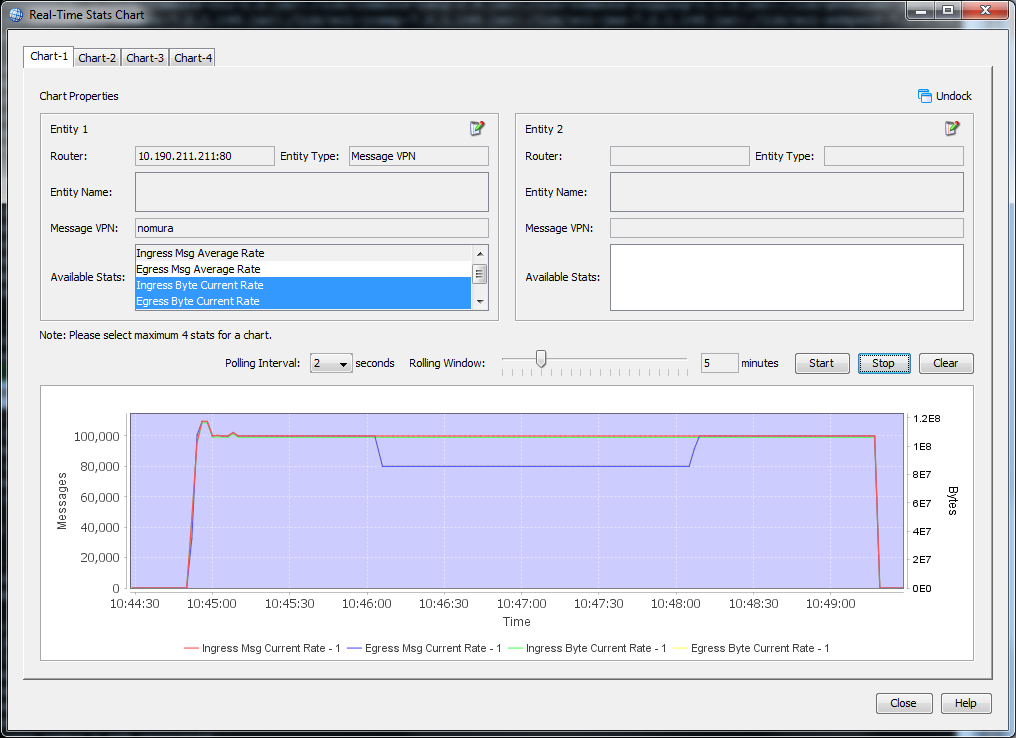 Real-Time Stats Chart
Chart-1 Chart-2 Chart-3 Chart-4
Chart Properties Undock
Entity 1 Entity 2
Router: 10.190.211.211:80 Entity Type: Message VPN Router: Entity Type:
Entity Name: Entity Name:
Message VPN: nomura Message VPN:
Ingress Msg Average Rate
Egress Msg Average Rate
Available Stats: Available Stats:
Ingress Byte Current Rate
Egress Byte Current Rate
Note: Please select maximum 4 stats for a chart.
Polling Interval: 2 seconds Rolling Window: 5 minutes Start Stop Clear
1.2E8
100,000 1E8
80,000 8E7
60,000 6E7
40,000 4E7
20,000 2E7
0 0E0
Messages
Bytes
10:44:30 10:45:00 10:45:30 10:46:00 10:46:30 10:47:00 10:47:30 10:48:00 10:48:30 10:49:00
Time
Ingress Msg Current Rate - 1 Egress Msg Current Rate - 1 Ingress Byte Current Rate - 1 Egress Byte Current Rate - 1
Close Help